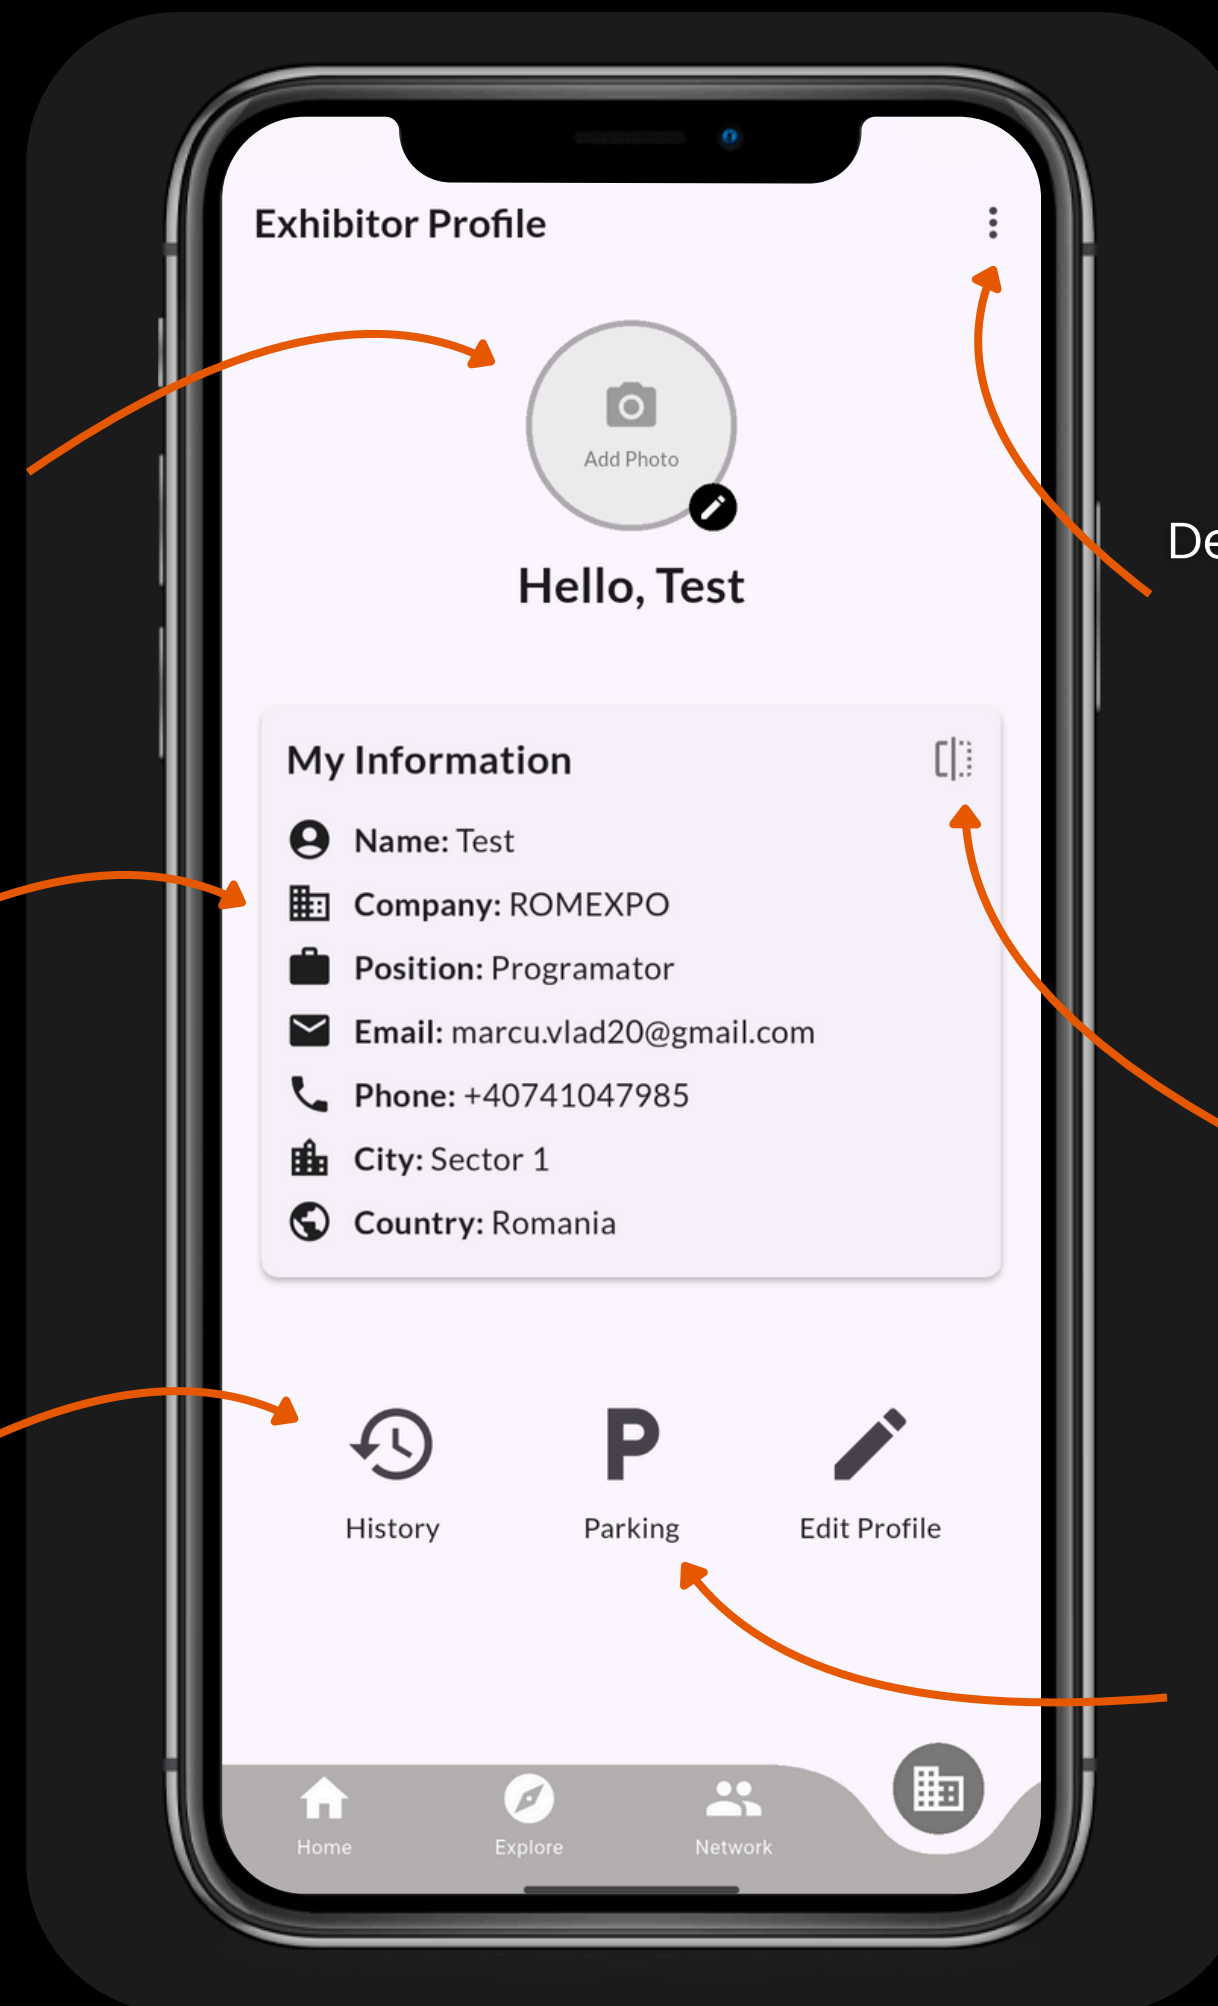 Exhibitor Profile
Add Photo
De
Hello, Test
My Information
Name: Test
Company: ROMEXPO
Position: Programator
Email: marcu.vlad20@gmail.com
Phone: +40741047985
City: Sector 1
Country: Romania
P
History
Parking
Edit Profile
Home
Explore
Network